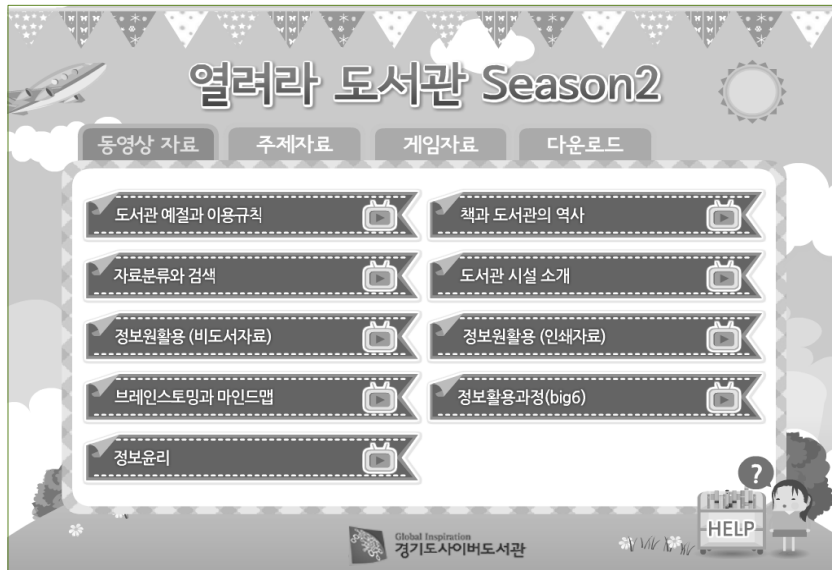 열려라 도서관 Season2
동영상 자료
주제자료
게임자료
다운로드
도서관 예절과 이용규칙
책과 도서관의 역사
자료분류와 검색
도서관 시설 소개
정보원활용 (비도서자료)
정보원활용 (인쇄자료)
브레인스토밍과 마인드맵
정보활용과정(big6)
정보윤리
?
HELP
Global Inspiration
경기도사이버도서관